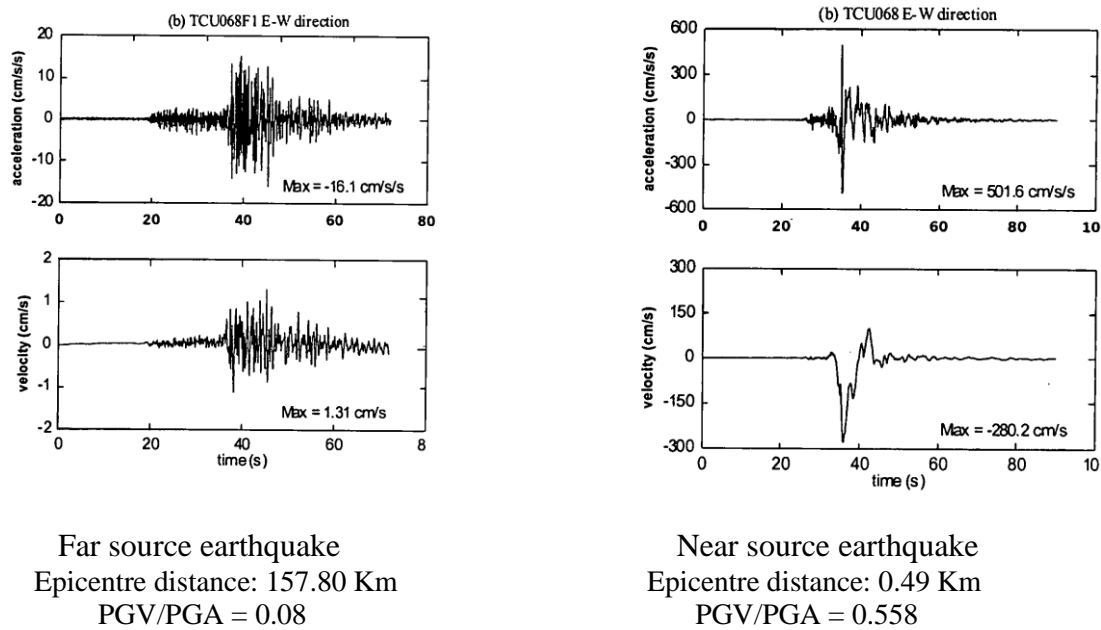 (b) TCU068F1 E-W direction
20
10
0
-10
-20
acceleration (cm/s/s)
Max = -16.1 cm/s/s
0 20 40 60 80
2
1
0
-1
-2
velocity (cm/s)
Max = 1.31 cm/s
0 20 40 60 8
time (s)
Far source earthquake
Epicentre distance: 157.80 Km
PGV/PGA = 0.08
(b) TCU068 E-W direction
600
300
0
-300
-600
acceleration (cm/s/s)
Max = 501.6 cm/s/s
0 20 40 60 80 10
300
150
0
-150
-300
velocity (cm/s)
Max = -280.2 cm/s
0 20 40 60 80 10
time (s)
Near source earthquake
Epicentre distance: 0.49 Km
PGV/PGA = 0.558